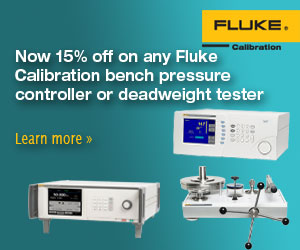 FLUKE®
Calibration
Now 15% off on any Fluke
Calibration bench pressure
controller or deadweight tester
Learn more »